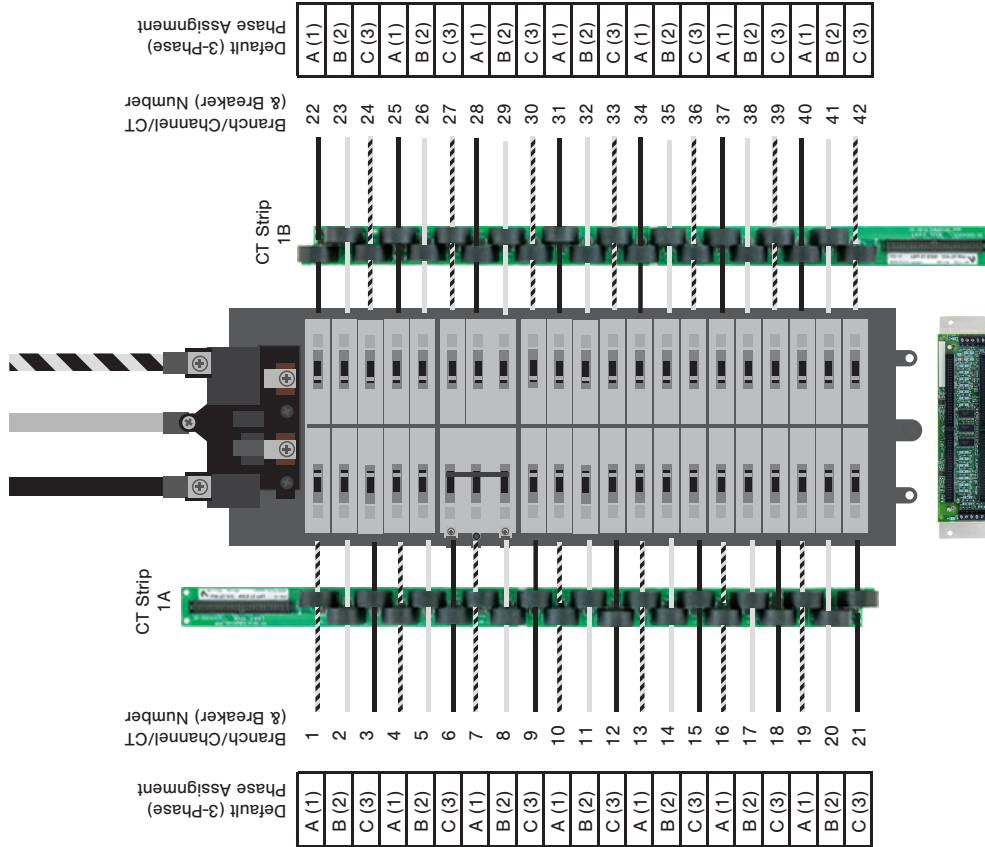 Default (3-Phase)
Phase Assignment
A (1)
B (2)
C (3)
A (1)
B (2)
C (3)
A (1)
B (2)
C (3)
A (1)
B (2)
C (3)
A (1)
B (2)
C (3)
A (1)
B (2)
C (3)
A (1)
B (2)
C (3)
Branch/Channel/CT
(& Breaker) Number
22
23
24
25
26
27
28
29
30
31
32
33
34
35
36
37
38
39
40
41
42
CT Strip
1B
CT Strip
1A
Branch/Channel/CT
(& Breaker) Number
1
2
3
4
5
6
7
8
9
10
11
12
13
14
15
16
17
18
19
20
21
Default (3-Phase)
Phase Assignment
A (1)
B (2)
C (3)
A (1)
B (2)
C (3)
A (1)
B (2)
C (3)
A (1)
B (2)
C (3)
A (1)
B (2)
C (3)
A (1)
B (2)
C (3)
A (1)
B (2)
C (3)